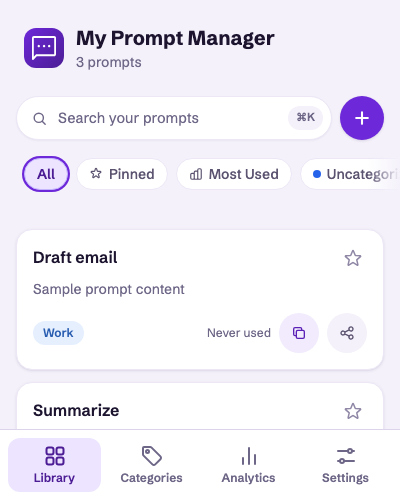 My Prompt Manager
3 prompts
Search your prompts ⌘K
All Pinned Most Used Uncategori
Draft email
Sample prompt content
Work Never used
Summarize
Library Categories Analytics Settings